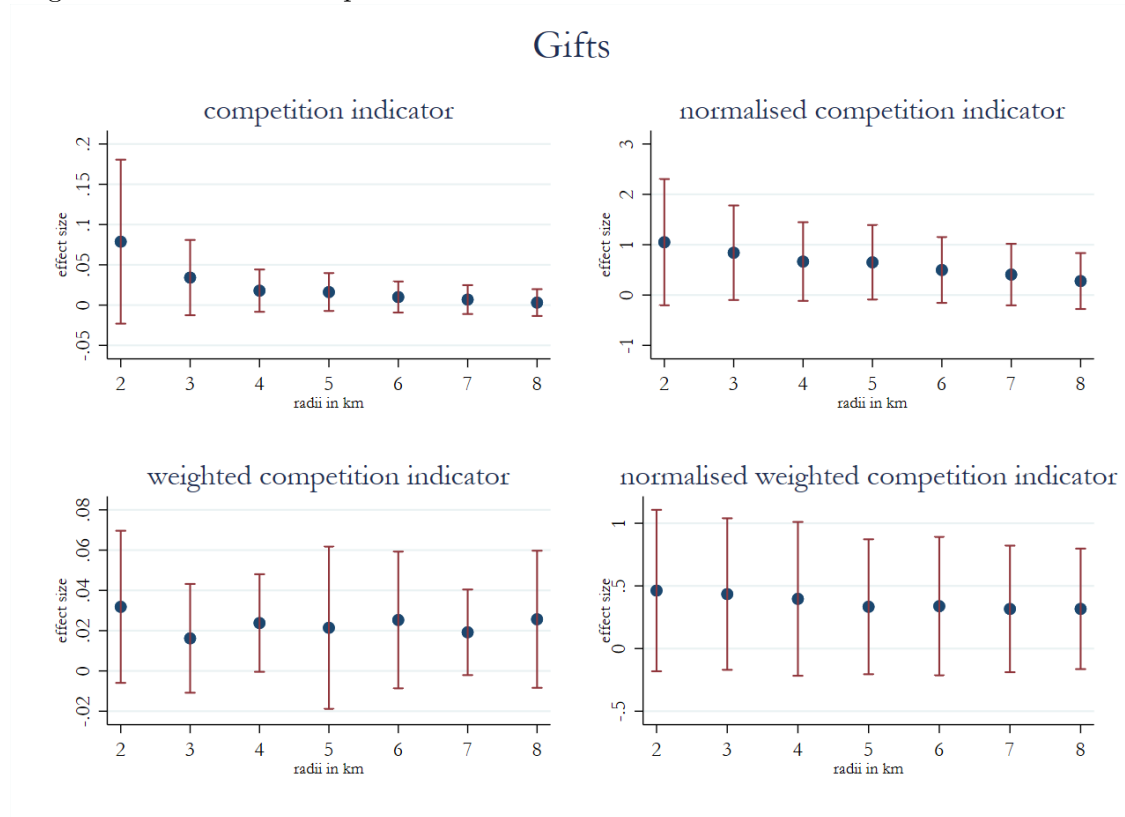 Gifts
competition indicator
effect size
.2
.15
.1
.05
0
-.05
2 3 4 5 6 7 8
radii in km
normalised competition indicator
effect size
3
2
1
0
-1
2 3 4 5 6 7 8
radii in km
weighted competition indicator
effect size
.08
.06
.04
.02
0
-.02
2 3 4 5 6 7 8
radii in km
normalised weighted competition indicator
effect size
1
.5
0
-.5
2 3 4 5 6 7 8
radii in km